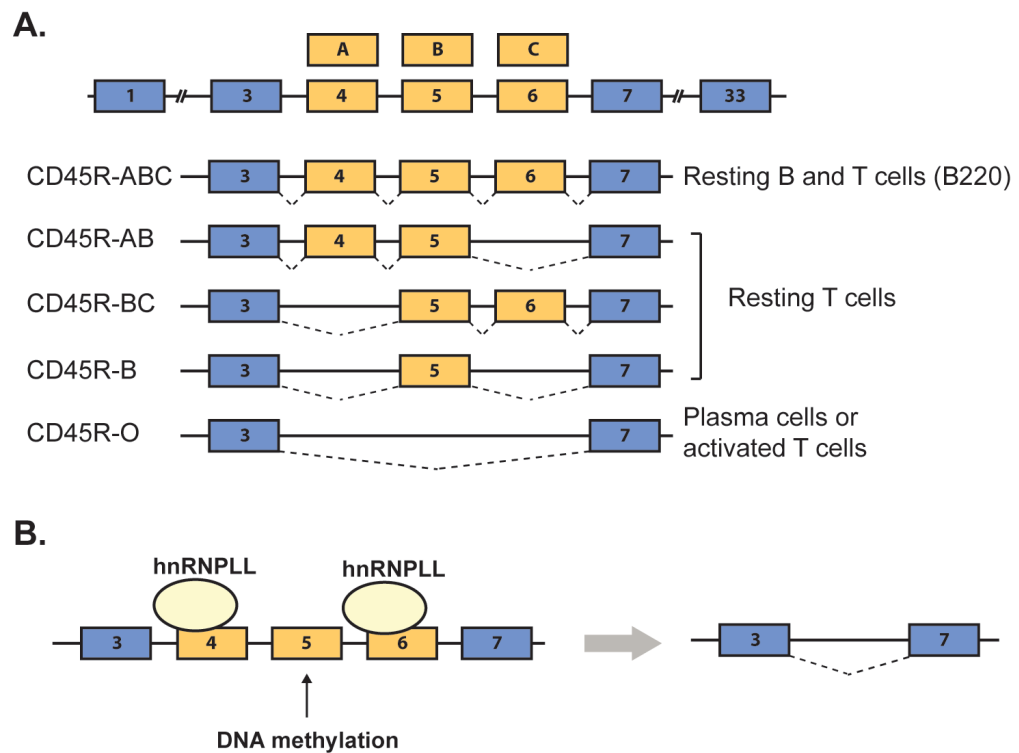 A.
A B C
1 3 4 5 6 7 33
CD45R-ABC 3 4 5 6 7 Resting B and T cells (B220)
CD45R-AB 3 4 5 7
CD45R-BC 3 5 6 7 Resting T cells
CD45R-B 3 5 7
CD45R-O 3 7 Plasma cells or
activated T cells
B.
hnRNPLL hnRNPLL
3 4 5 6 7 3 7
DNA methylation